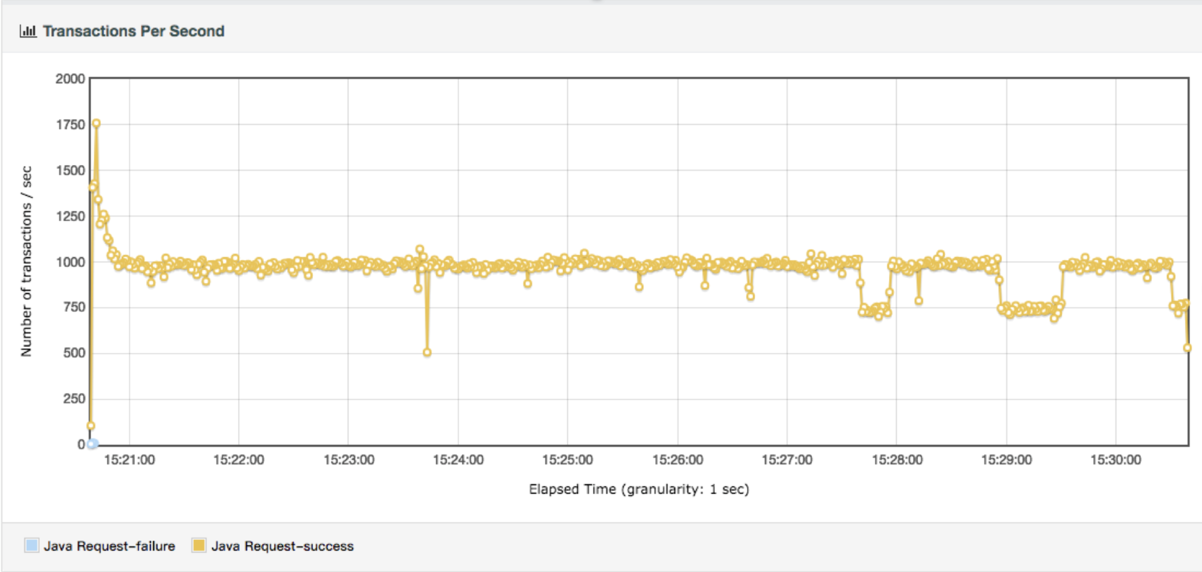 Transactions Per Second
2000
1750
1500
1250
1000
750
500
250
0
Number of transactions / sec
15:21:00 15:22:00 15:23:00 15:24:00 15:25:00 15:26:00 15:27:00 15:28:00 15:29:00 15:30:00
Elapsed Time (granularity: 1 sec)
Java Request-failure Java Request-success